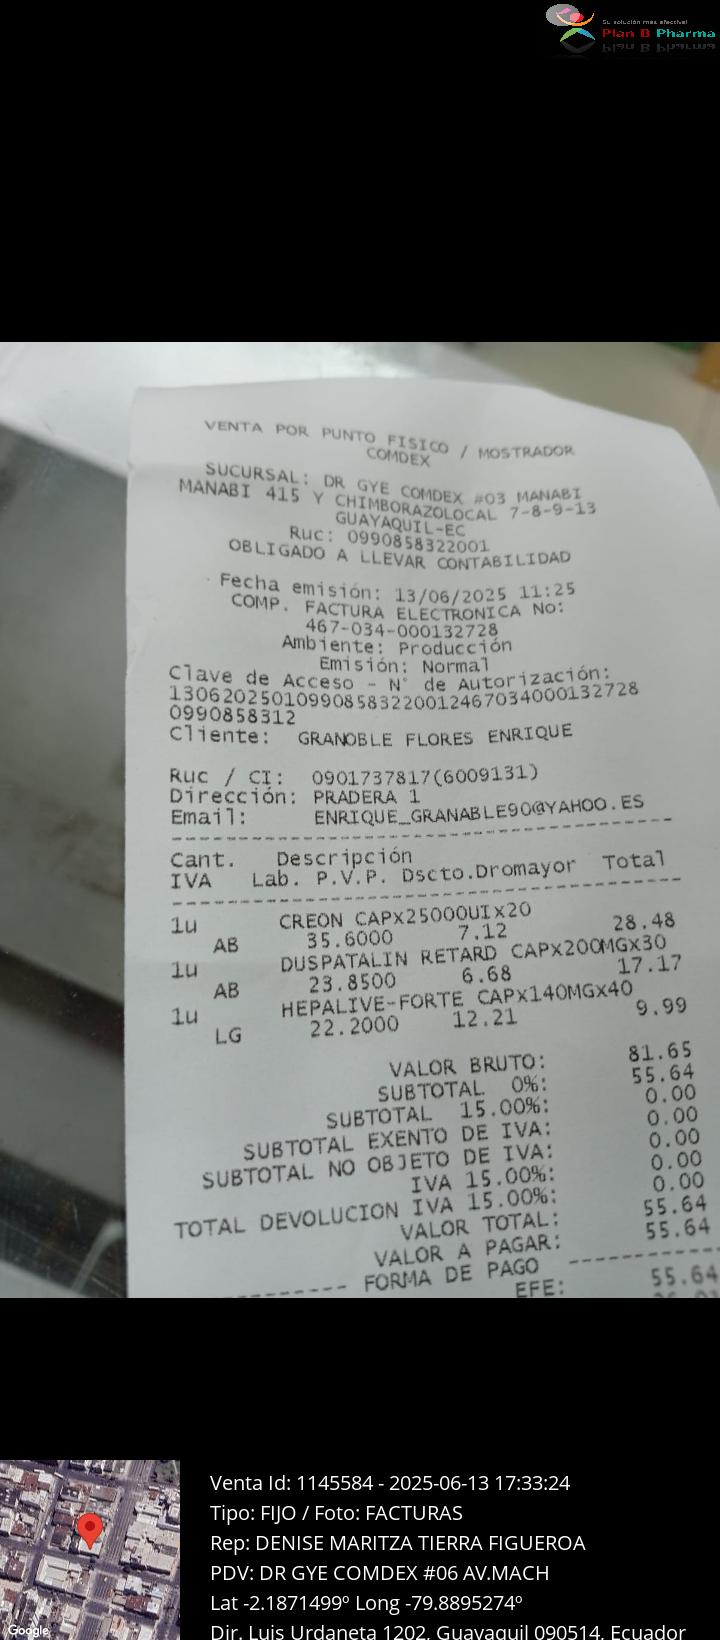 Su solución más efectiva!
Plan B Pharma
VENTA POR PUNTO FISICO / MOSTRADOR
COMDEX
SUCURSAL: DR GYE COMDEX #03 MANABI
MANABI 415 Y CHIMBORAZOLOCAL 7-8-9-13
GUAYAQUIL-EC
Ruc: 0990858322001
OBLIGADO A LLEVAR CONTABILIDAD
Fecha emisión: 13/06/2025 11:25
COMP. FACTURA ELECTRONICA No:
467-034-000132728
Ambiente: Producción
Emisión: Normal
Clave de Acceso - N° de Autorización:
130620250109908583220012467034000132728
0990858312
Cliente: GRANOBLE FLORES ENRIQUE
Ruc / CI: 0901737817(6009131)
Dirección: PRADERA 1
Email: ENRIQUE_GRANABLE90@YAHOO.ES
Cant. Descripción
IVA Lab. P.V.P. Dscto.Dromayor Total
1u CREON CAPx25000UIx20
AB 35.6000 7.12 28.48
1u DUSPATALIN RETARD CAPx200MGx30
AB 23.8500 6.68 17.17
1u HEPALIVE-FORTE CAPx140MGx40
LG 22.2000 12.21 9.99
VALOR BRUTO: 81.65
SUBTOTAL 0%: 55.64
SUBTOTAL 15.00%: 0.00
SUBTOTAL EXENTO DE IVA: 0.00
SUBTOTAL NO OBJETO DE IVA: 0.00
IVA 15.00%: 0.00
TOTAL DEVOLUCION IVA 15.00%: 0.00
VALOR TOTAL: 55.64
VALOR A PAGAR: 55.64
FORMA DE PAGO
EFE: 55.64
Venta Id: 1145584 - 2025-06-13 17:33:24
Tipo: FIJO / Foto: FACTURAS
Rep: DENISE MARITZA TIERRA FIGUEROA
PDV: DR GYE COMDEX #06 AV.MACH
Lat -2.1871499º Long -79.8895274º
Dir. Luis Urdaneta 1202, Guayaquil 090514, Ecuador
Google